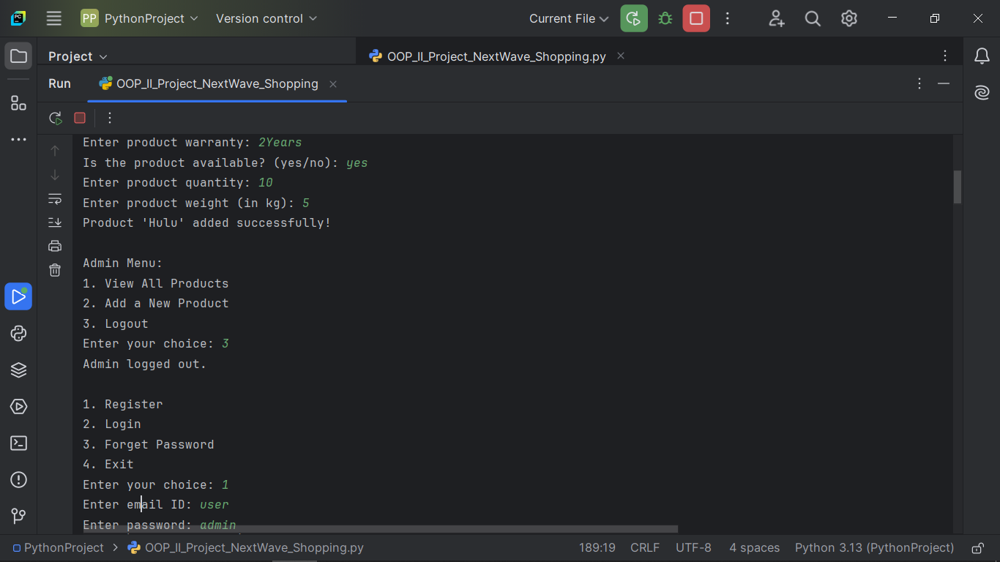 PP PythonProject Version control Current File
Project OOP_II_Project_NextWave_Shopping.py
Run OOP_II_Project_NextWave_Shopping
Enter product warranty: 2Years
Is the product available? (yes/no): yes
Enter product quantity: 10
Enter product weight (in kg): 5
Product 'Hulu' added successfully!
Admin Menu:
1. View All Products
2. Add a New Product
3. Logout
Enter your choice: 3
Admin logged out.
1. Register
2. Login
3. Forget Password
4. Exit
Enter your choice: 1
Enter email ID: user
Enter password: admin
PythonProject > OOP_II_Project_NextWave_Shopping.py 189:19 CRLF UTF-8 4 spaces Python 3.13 (PythonProject)